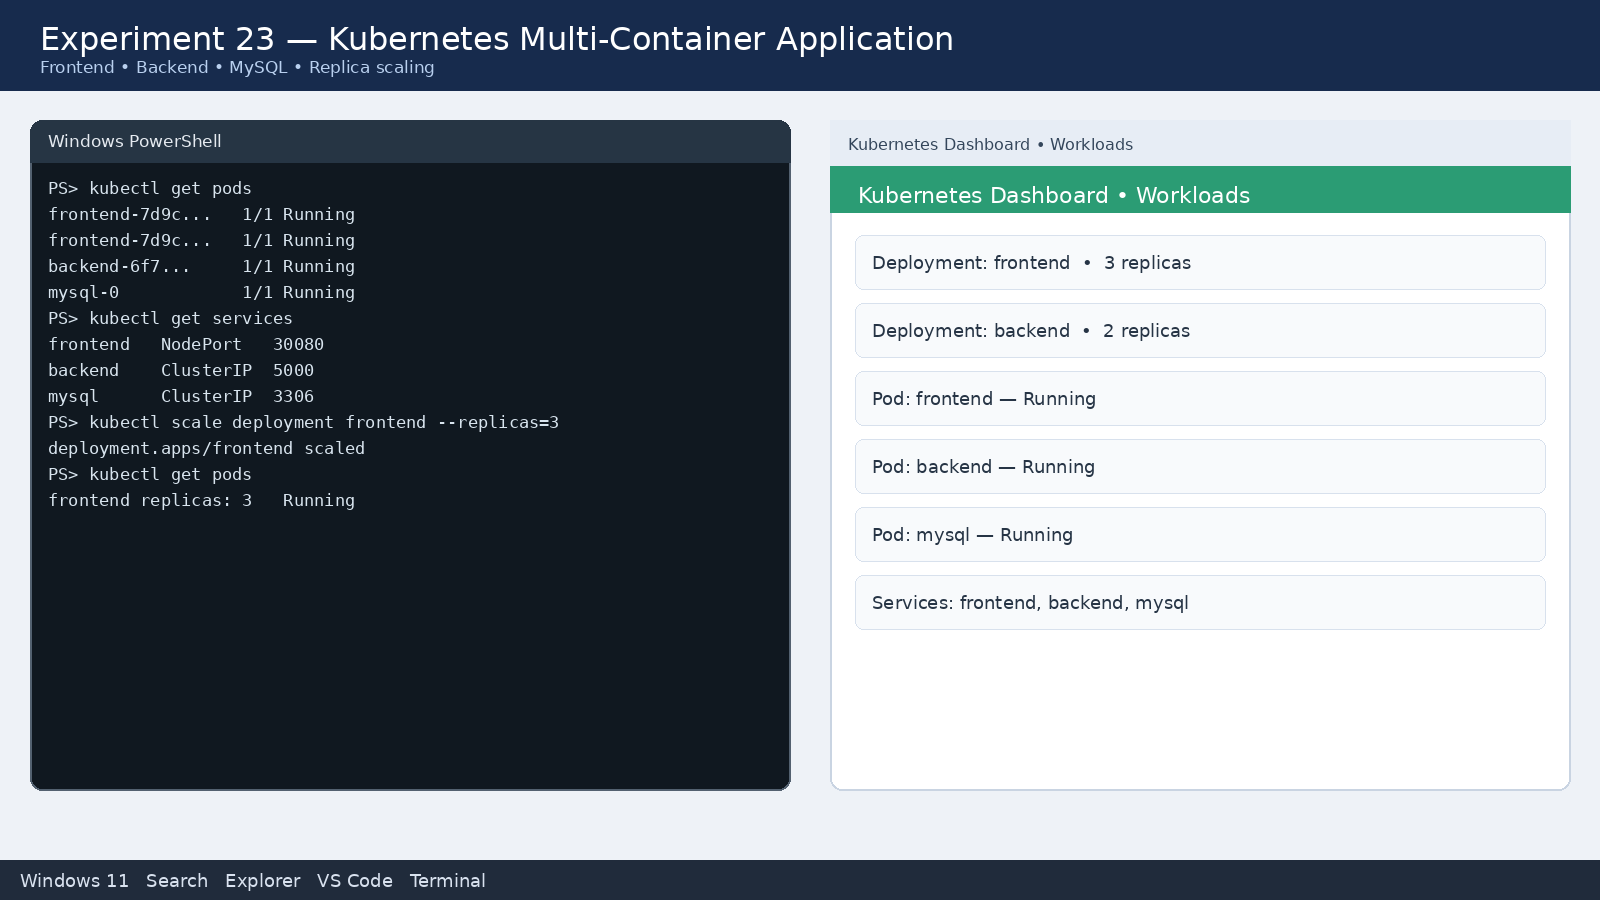 Experiment 23 — Kubernetes Multi-Container Application
Frontend • Backend • MySQL • Replica scaling
Windows PowerShell
PS> kubectl get pods
frontend-7d9c...   1/1 Running
frontend-7d9c...   1/1 Running
backend-6f7...     1/1 Running
mysql-0            1/1 Running
PS> kubectl get services
frontend   NodePort   30080
backend    ClusterIP  5000
mysql      ClusterIP  3306
PS> kubectl scale deployment frontend --replicas=3
deployment.apps/frontend scaled
PS> kubectl get pods
frontend replicas: 3   Running
Kubernetes Dashboard • Workloads
Kubernetes Dashboard • Workloads
Deployment: frontend • 3 replicas
Deployment: backend • 2 replicas
Pod: frontend — Running
Pod: backend — Running
Pod: mysql — Running
Services: frontend, backend, mysql
Windows 11   Search   Explorer   VS Code   Terminal